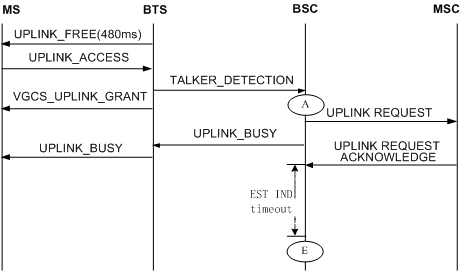 MS BTS BSC MSC
UPLINK_FREE(480ms)
UPLINK_ACCESS
TALKER_DETECTION
VGCS_UPLINK_GRANT
A
UPLINK REQUEST
UPLINK_BUSY
UPLINK_BUSY
UPLINK REQUEST
ACKNOWLEDGE
EST IND
timeout
E